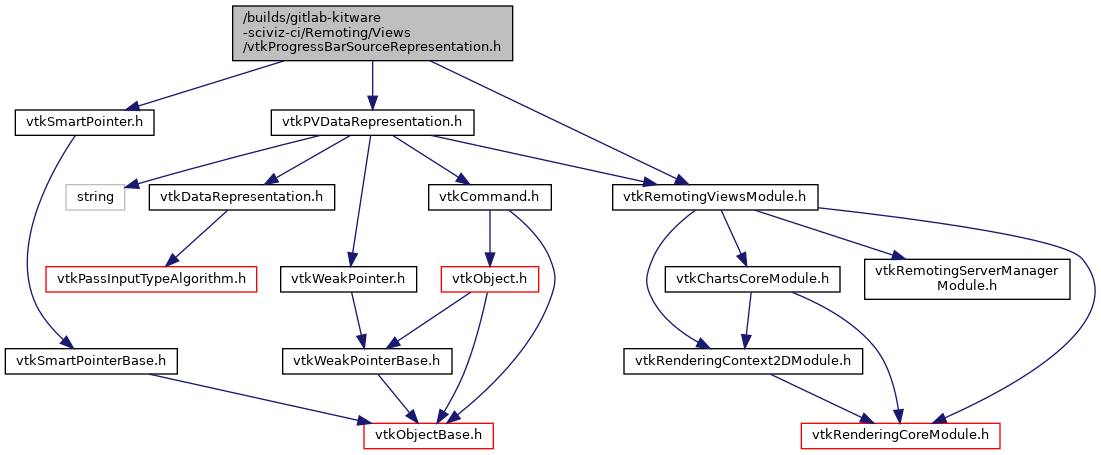 /builds/gitlab-kitware
-sciviz-ci/Remoting/Views
/vtkProgressBarSourceRepresentation.h
vtkSmartPointer.h
vtkPVDataRepresentation.h
string
vtkDataRepresentation.h
vtkCommand.h
vtkRemotingViewsModule.h
vtkPassInputTypeAlgorithm.h
vtkWeakPointer.h
vtkObject.h
vtkChartsCoreModule.h
vtkRemotingServerManager
Module.h
vtkSmartPointerBase.h
vtkWeakPointerBase.h
vtkRenderingContext2DModule.h
vtkObjectBase.h
vtkRenderingCoreModule.h